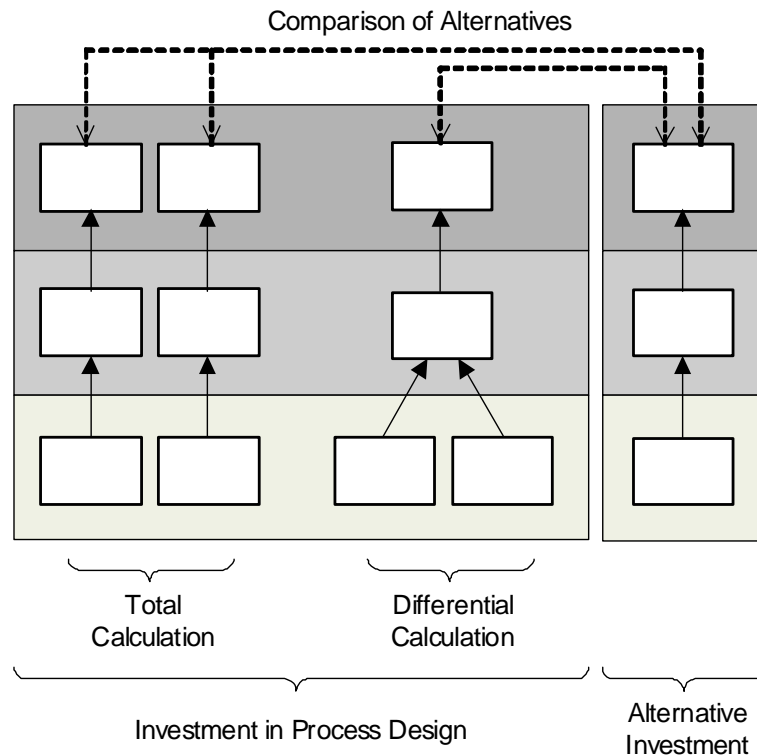 Comparison of Alternatives
Total
Calculation
Differential
Calculation
Investment in Process Design
Alternative
Investment